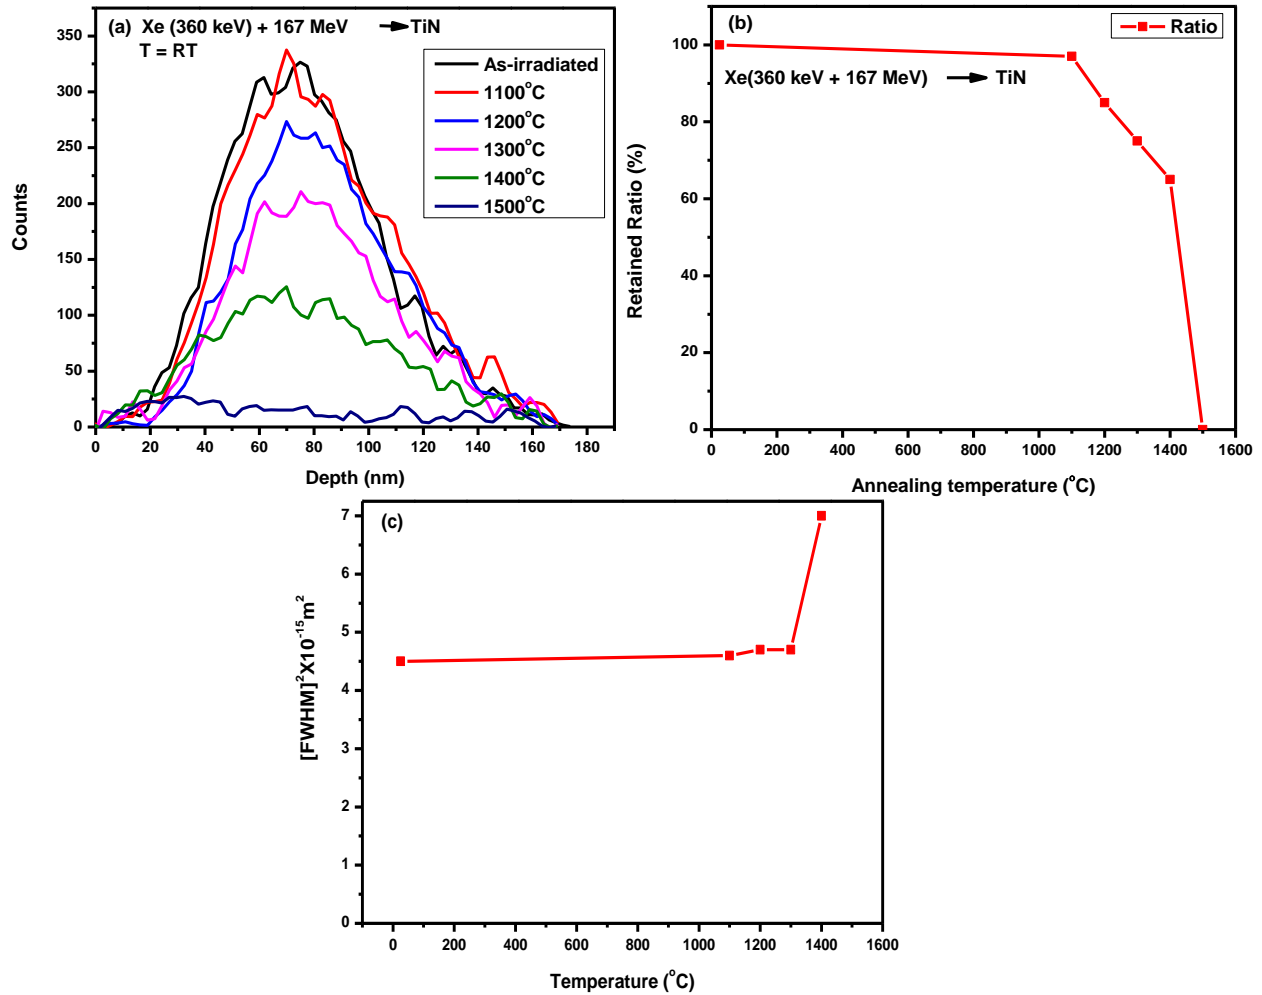 (a) Xe (360 keV) + 167 MeV → TiN
T = RT
As-irradiated
1100°C
1200°C
1300°C
1400°C
1500°C
350
300
250
200
150
100
50
0
Counts
0 20 40 60 80 100 120 140 160 180
Depth (nm)
(b)
Ratio
Xe(360 keV + 167 MeV) → TiN
100
80
60
40
20
0
Retained Ratio (%)
0 200 400 600 800 1000 1200 1400 1600
Annealing temperature (°C)
(c)
7
6
5
4
3
2
1
0
[FWHM]²X10⁻¹⁵m²
0 200 400 600 800 1000 1200 1400 1600
Temperature (°C)